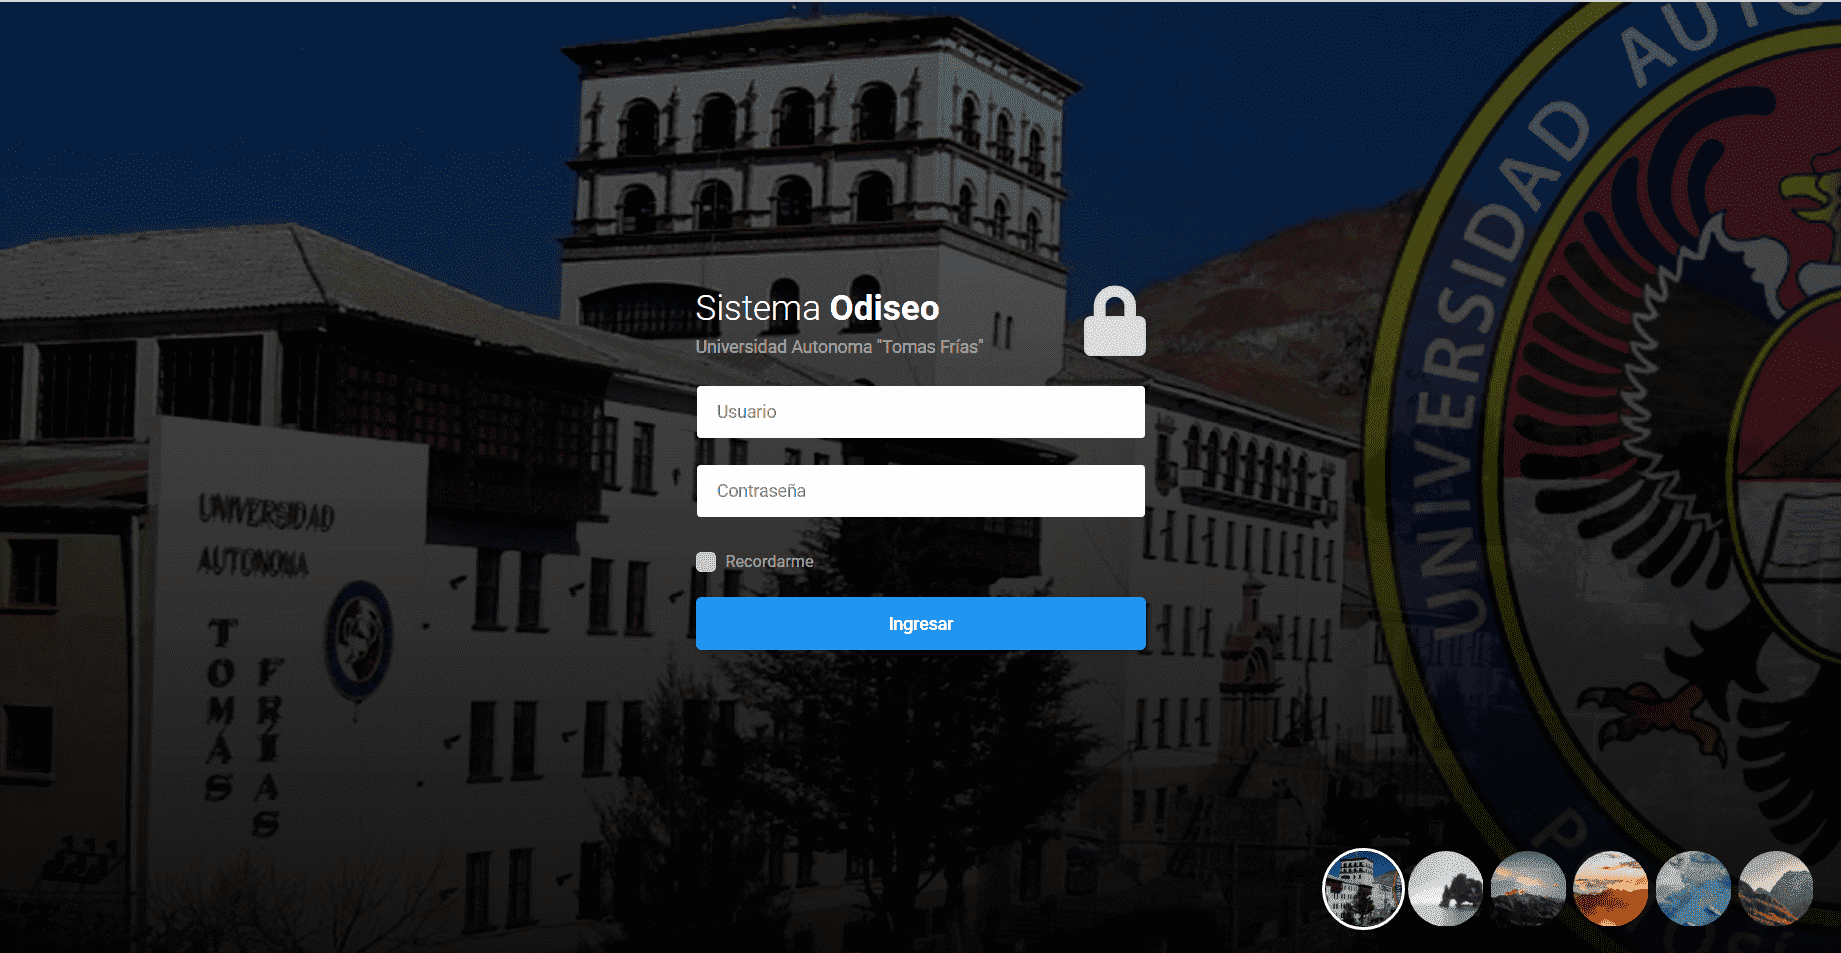 Sistema Odiseo
Universidad Autonoma "Tomas Frías"
Usuario
Contraseña
Recordarme
Ingresar
UNIVERSIDAD
AUTONOMA
TOMAS
FRIAS
UNIVERSIDAD AUTO